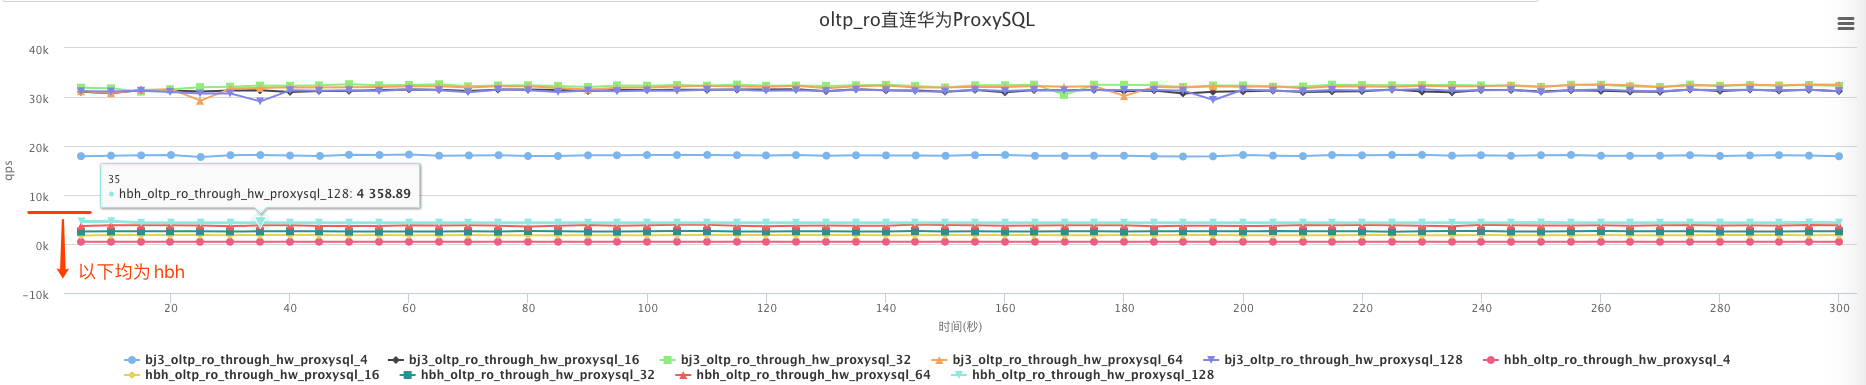 oltp_ro直连华为ProxySQL
40k
30k
20k
10k
0k
-10k
qps
35
hbh_oltp_ro_through_hw_proxysql_128: 4 358.89
以下均为 hbh
20 40 60 80 100 120 140 160 180 200 220 240 260 280 300
时间(秒)
bj3_oltp_ro_through_hw_proxysql_4 bj3_oltp_ro_through_hw_proxysql_16 bj3_oltp_ro_through_hw_proxysql_32 bj3_oltp_ro_through_hw_proxysql_64 bj3_oltp_ro_through_hw_proxysql_128 hbh_oltp_ro_through_hw_proxysql_4
hbh_oltp_ro_through_hw_proxysql_16 hbh_oltp_ro_through_hw_proxysql_32 hbh_oltp_ro_through_hw_proxysql_64 hbh_oltp_ro_through_hw_proxysql_128